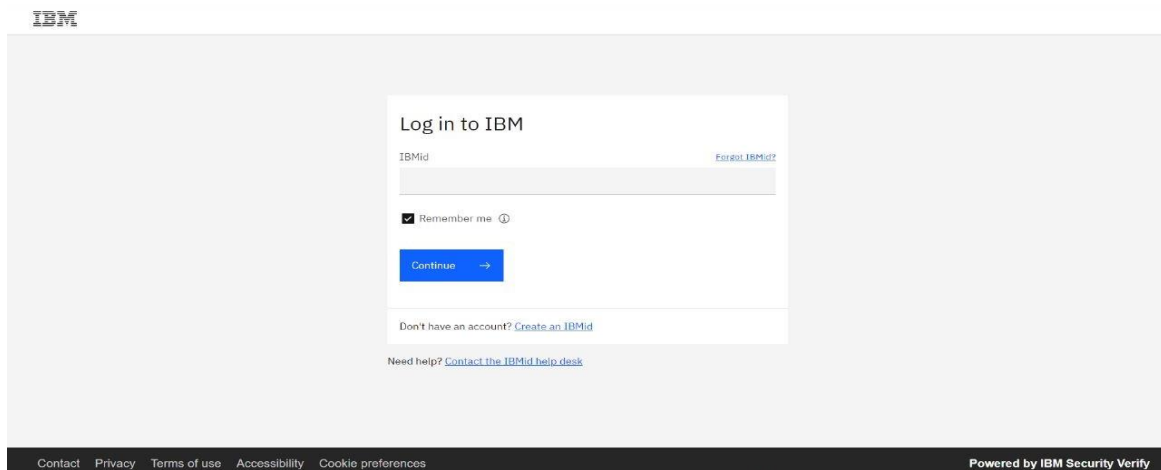 IBM
Log in to IBM
IBMid Forgot IBMid?
Remember me
Continue
Don't have an account? Create an IBMid
Need help? Contact the IBMid help desk
Contact Privacy Terms of use Accessibility Cookie preferences Powered by IBM Security Verify